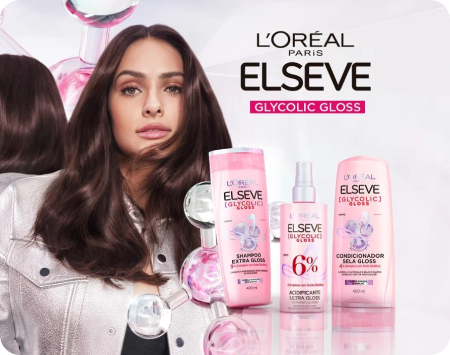 L'ORÉAL
PARIS
ELSEVE
GLYCOLIC GLOSS
L'ORÉAL
ELSEVE
[GLYCOLIC]
GLOSS
SHAMPOO
EXTRA GLOSS
400 ml
L'ORÉAL
ELSEVE
[GLYCOLIC]
GLOSS
6%
ACIDIFICANTE
ULTRA GLOSS
L'ORÉAL
ELSEVE
[GLYCOLIC]
GLOSS
CONDICIONADOR
SELA GLOSS
400 ml